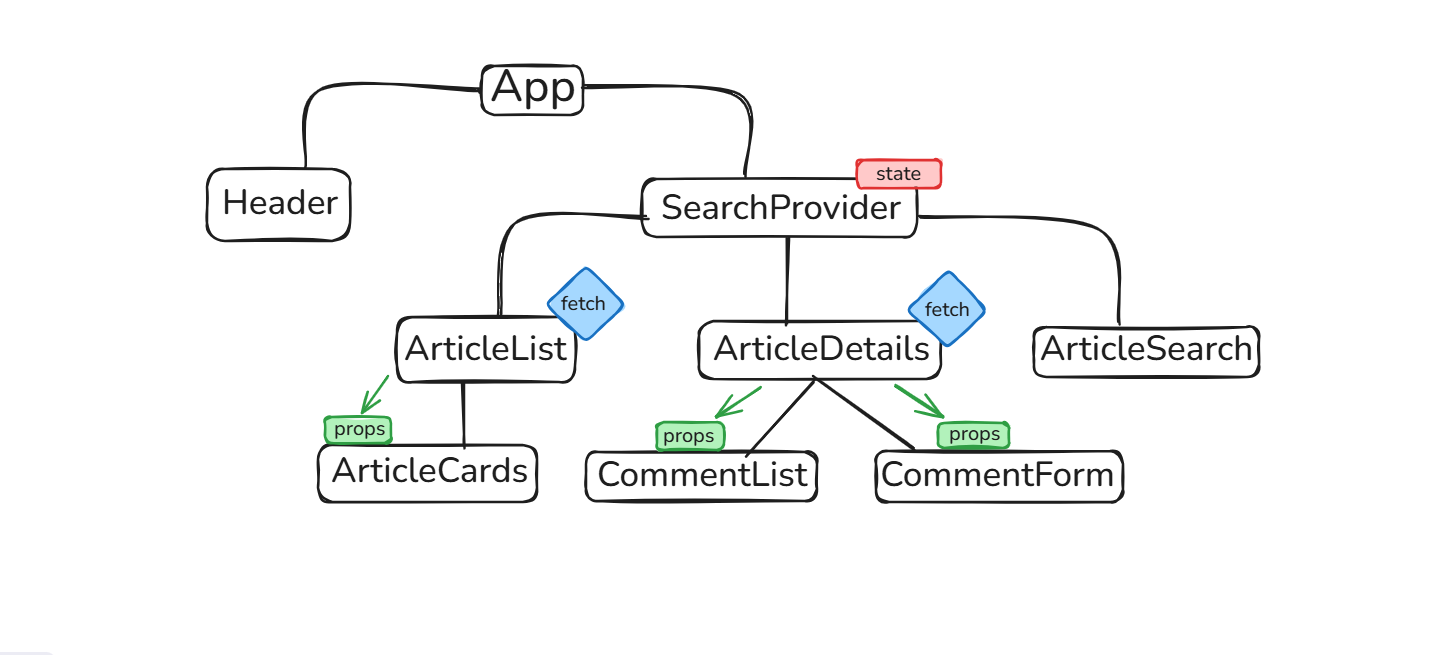 App
Header
state
SearchProvider
fetch
fetch
ArticleList
ArticleDetails
ArticleSearch
props
props
props
ArticleCards
CommentList
CommentForm